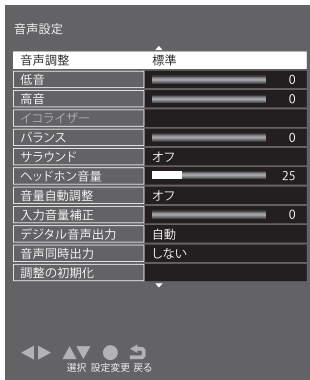 音声設定
音声調整 標準
低音 0
高音 0
イコライザー
バランス 0
サラウンド オフ
ヘッドホン音量 25
音量自動調整 オフ
入力音量補正 0
デジタル音声出力 自動
音声同時出力 しない
調整の初期化
選択 設定変更 戻る